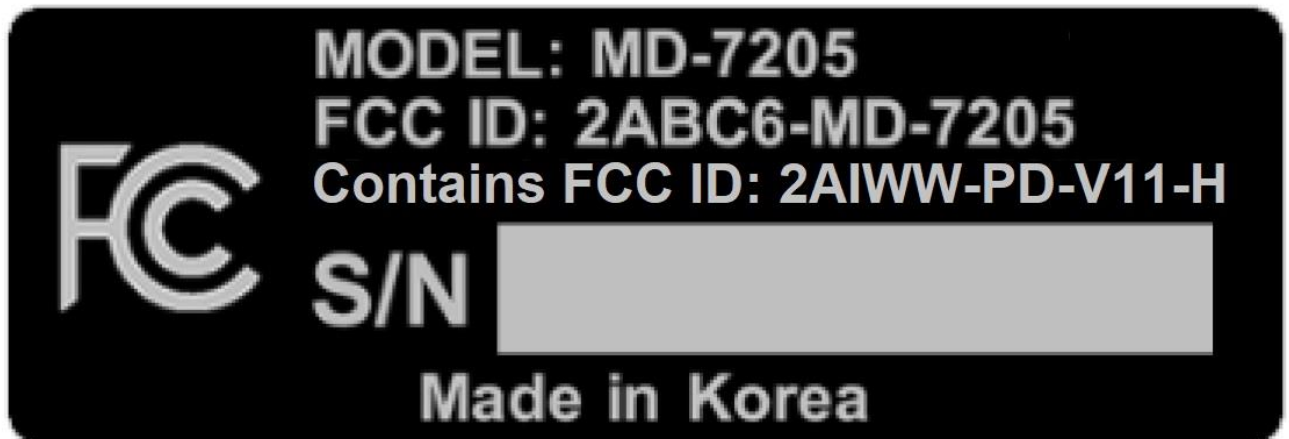 MODEL: MD-7205
FCC ID: 2ABC6-MD-7205
Contains FCC ID: 2AIWW-PD-V11-H
FC
S/N
Made in Korea